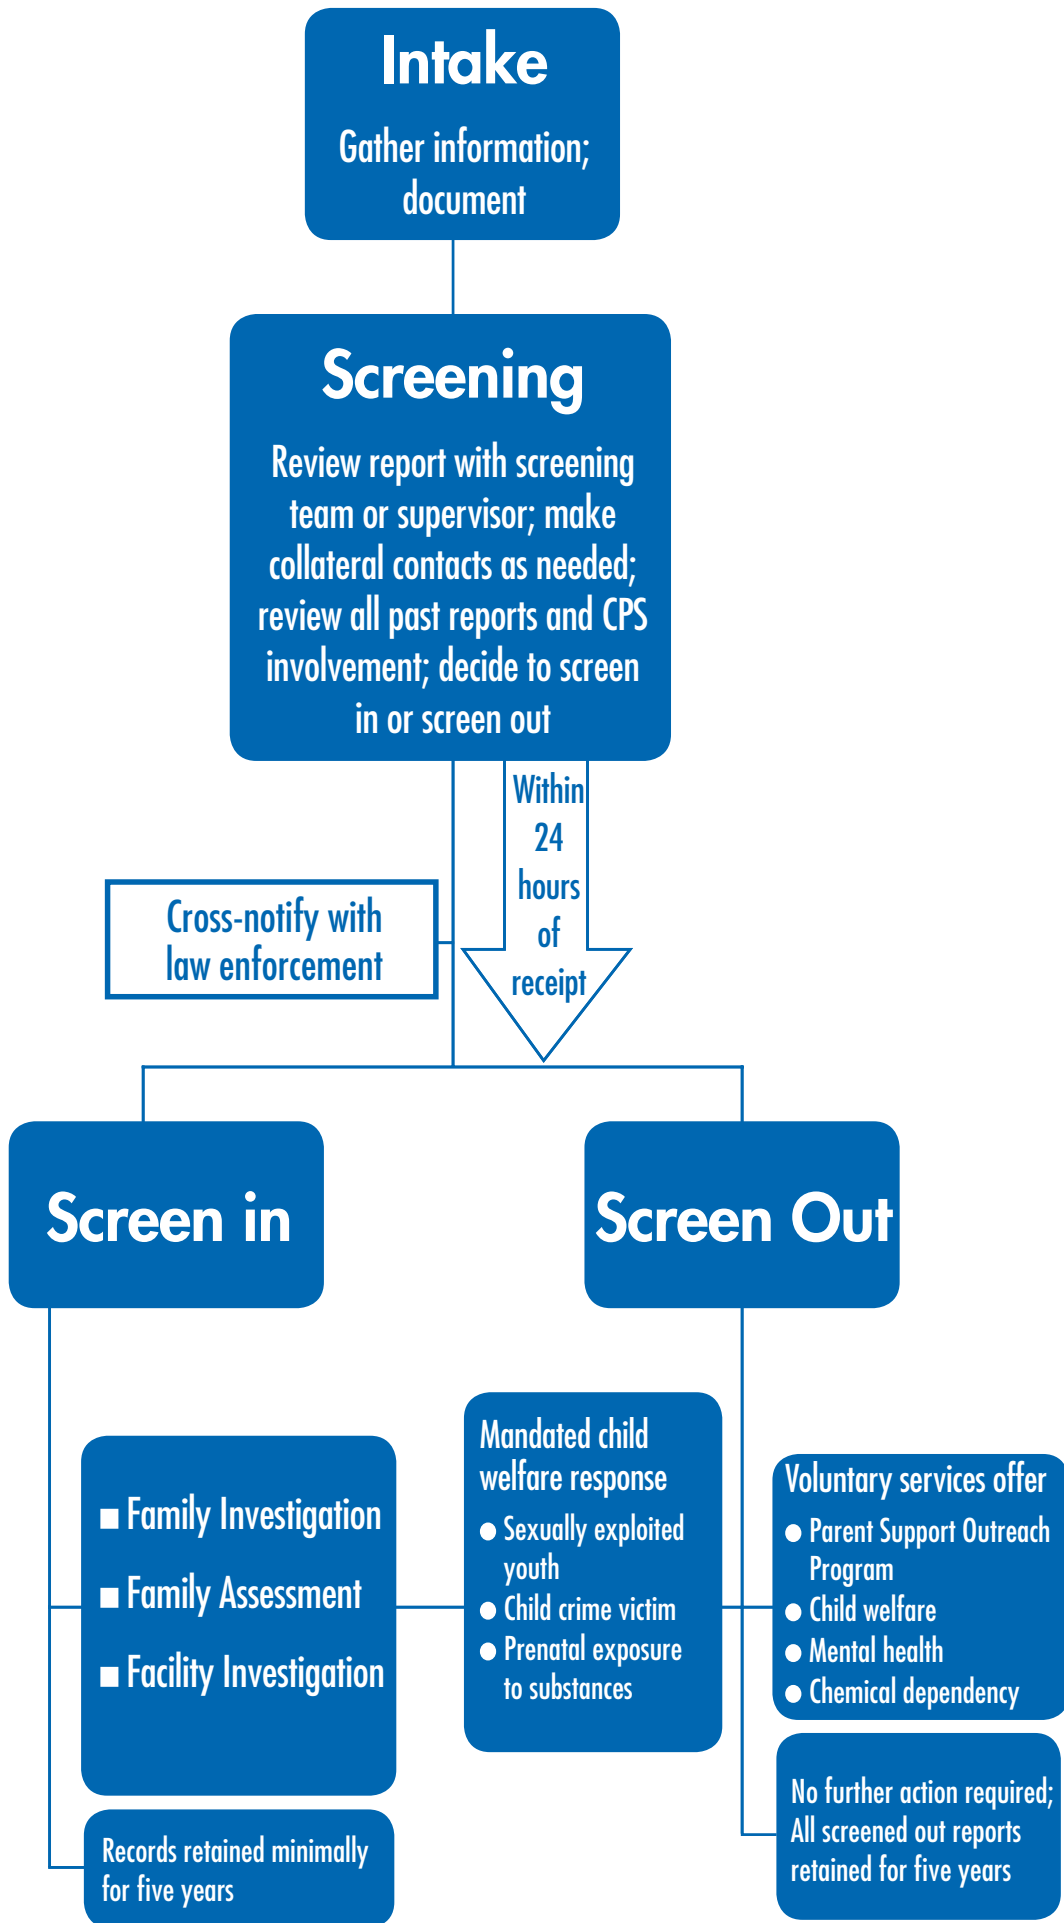 Intake
Gather information;
document
Screening
Review report with screening
team or supervisor; make
collateral contacts as needed;
review all past reports and CPS
involvement; decide to screen
in or screen out
Within
24
hours
of
receipt
Cross-notify with
law enforcement
Screen in
Screen Out
■ Family Investigation
■ Family Assessment
■ Facility Investigation
Records retained minimally
for five years
Mandated child
welfare response
● Sexually exploited
youth
● Child crime victim
● Prenatal exposure
to substances
Voluntary services offer
● Parent Support Outreach
Program
● Child welfare
● Mental health
● Chemical dependency
No further action required;
All screened out reports
retained for five years